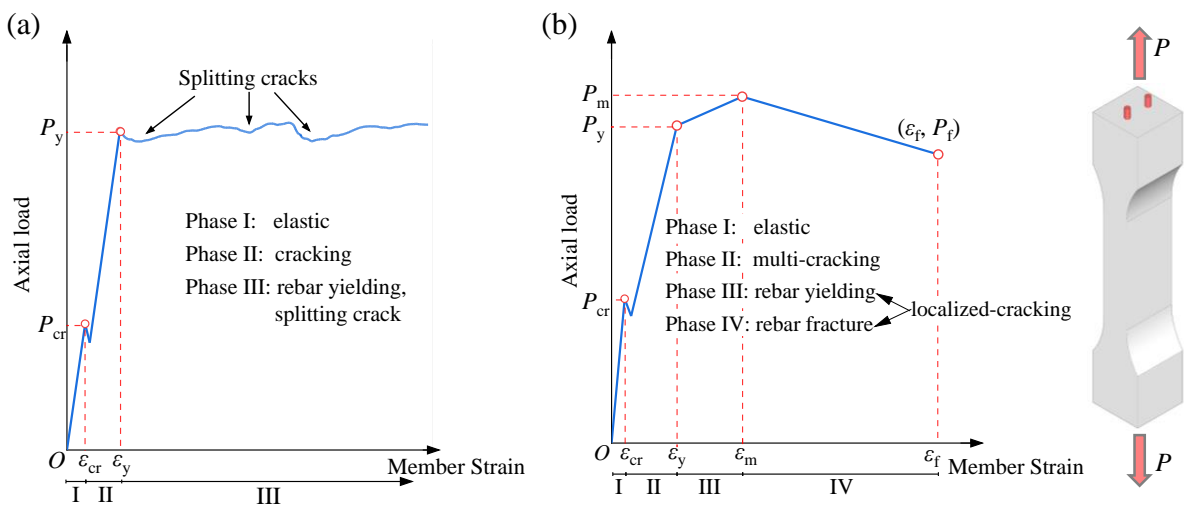 (a)
Splitting cracks
P_y
P_cr
Axial load
Phase I: elastic
Phase II: cracking
Phase III: rebar yielding,
splitting crack
O
ε_cr
ε_y
Member Strain
I
II
III
(b)
P_m
P_y
P_cr
Axial load
(ε_f, P_f)
Phase I: elastic
Phase II: multi-cracking
Phase III: rebar yielding
Phase IV: rebar fracture
localized-cracking
O
ε_cr
ε_y
ε_m
ε_f
Member Strain
I
II
III
IV
P
P